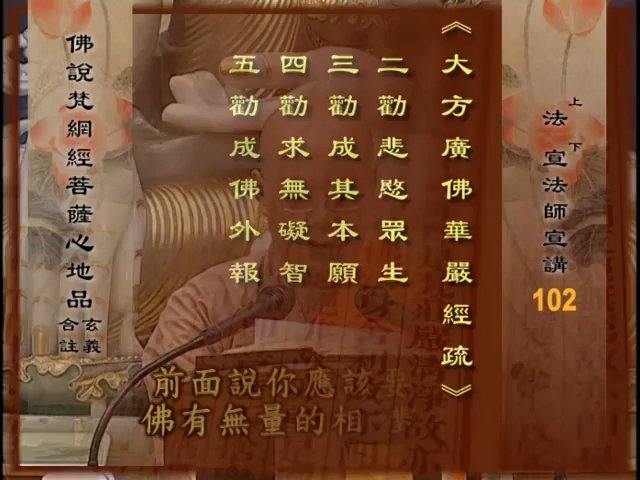 《大方廣佛華嚴經疏》
二勸悲愍眾生
三勸成其本願
四勸求無礙智
五勸成佛外報
上法下宣法師宣講
102
佛說梵網經菩薩心地品
玄義
合註
前面說你應該要
佛有無量的相